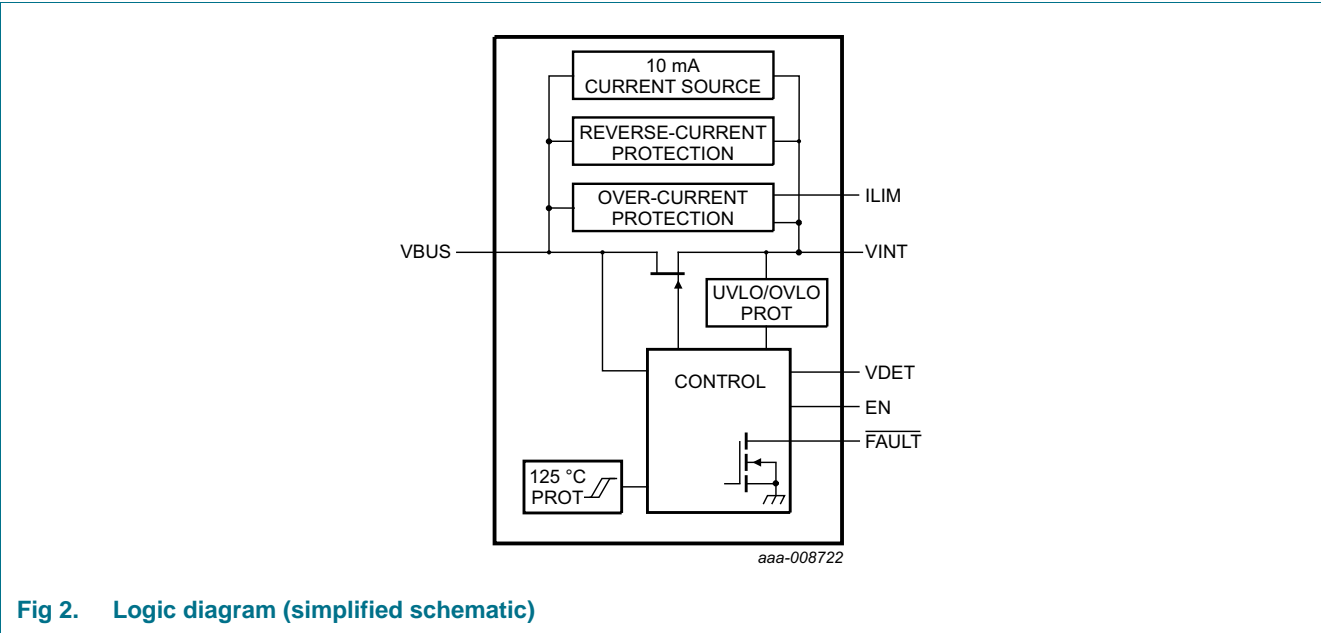 10 mA
CURRENT SOURCE
REVERSE-CURRENT
PROTECTION
OVER-CURRENT
PROTECTION
ILIM
VBUS
VINT
UVLO/OVLO
PROT
CONTROL
VDET
EN
FAULT
125 °C
PROT
aaa-008722
Fig 2. Logic diagram (simplified schematic)